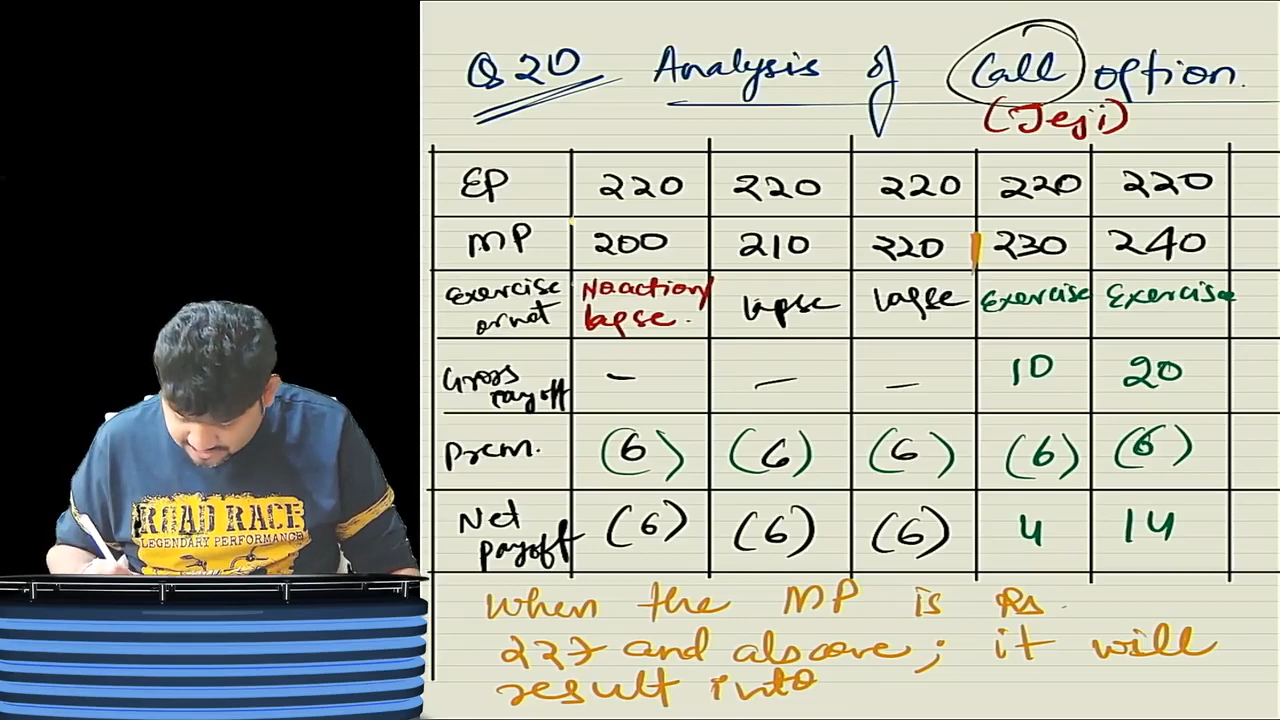 Q 20 Analysis of Call option.
(Teji)
EP 220 220 220 220 220
MP 200 210 220 230 240
Exercise or not No action/ lapse. lapse lapse Exercise Exercise
Gross Payoff — — — 10 20
Prem. (6) (6) (6) (6) (6)
Net payoff (6) (6) (6) 4 14
When the MP is Rs.
227 and above; it will
result into
ROAD RACE
LEGENDARY PERFORMANCE